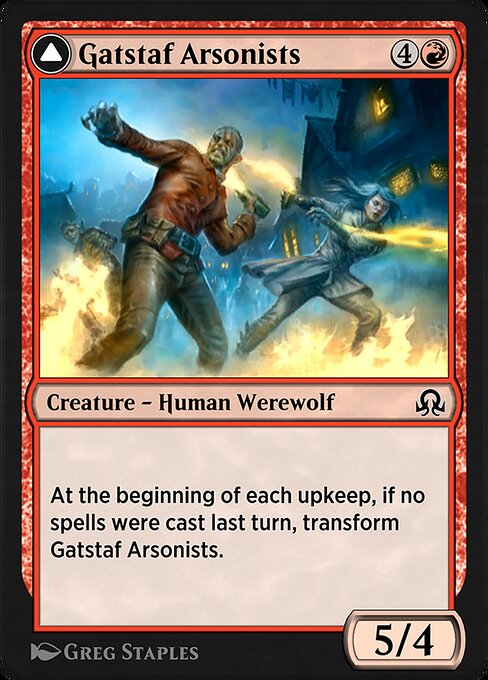 Gatstaf Arsonists 4
Creature – Human Werewolf
At the beginning of each upkeep, if no
spells were cast last turn, transform
Gatstaf Arsonists.
5/4
Greg Staples